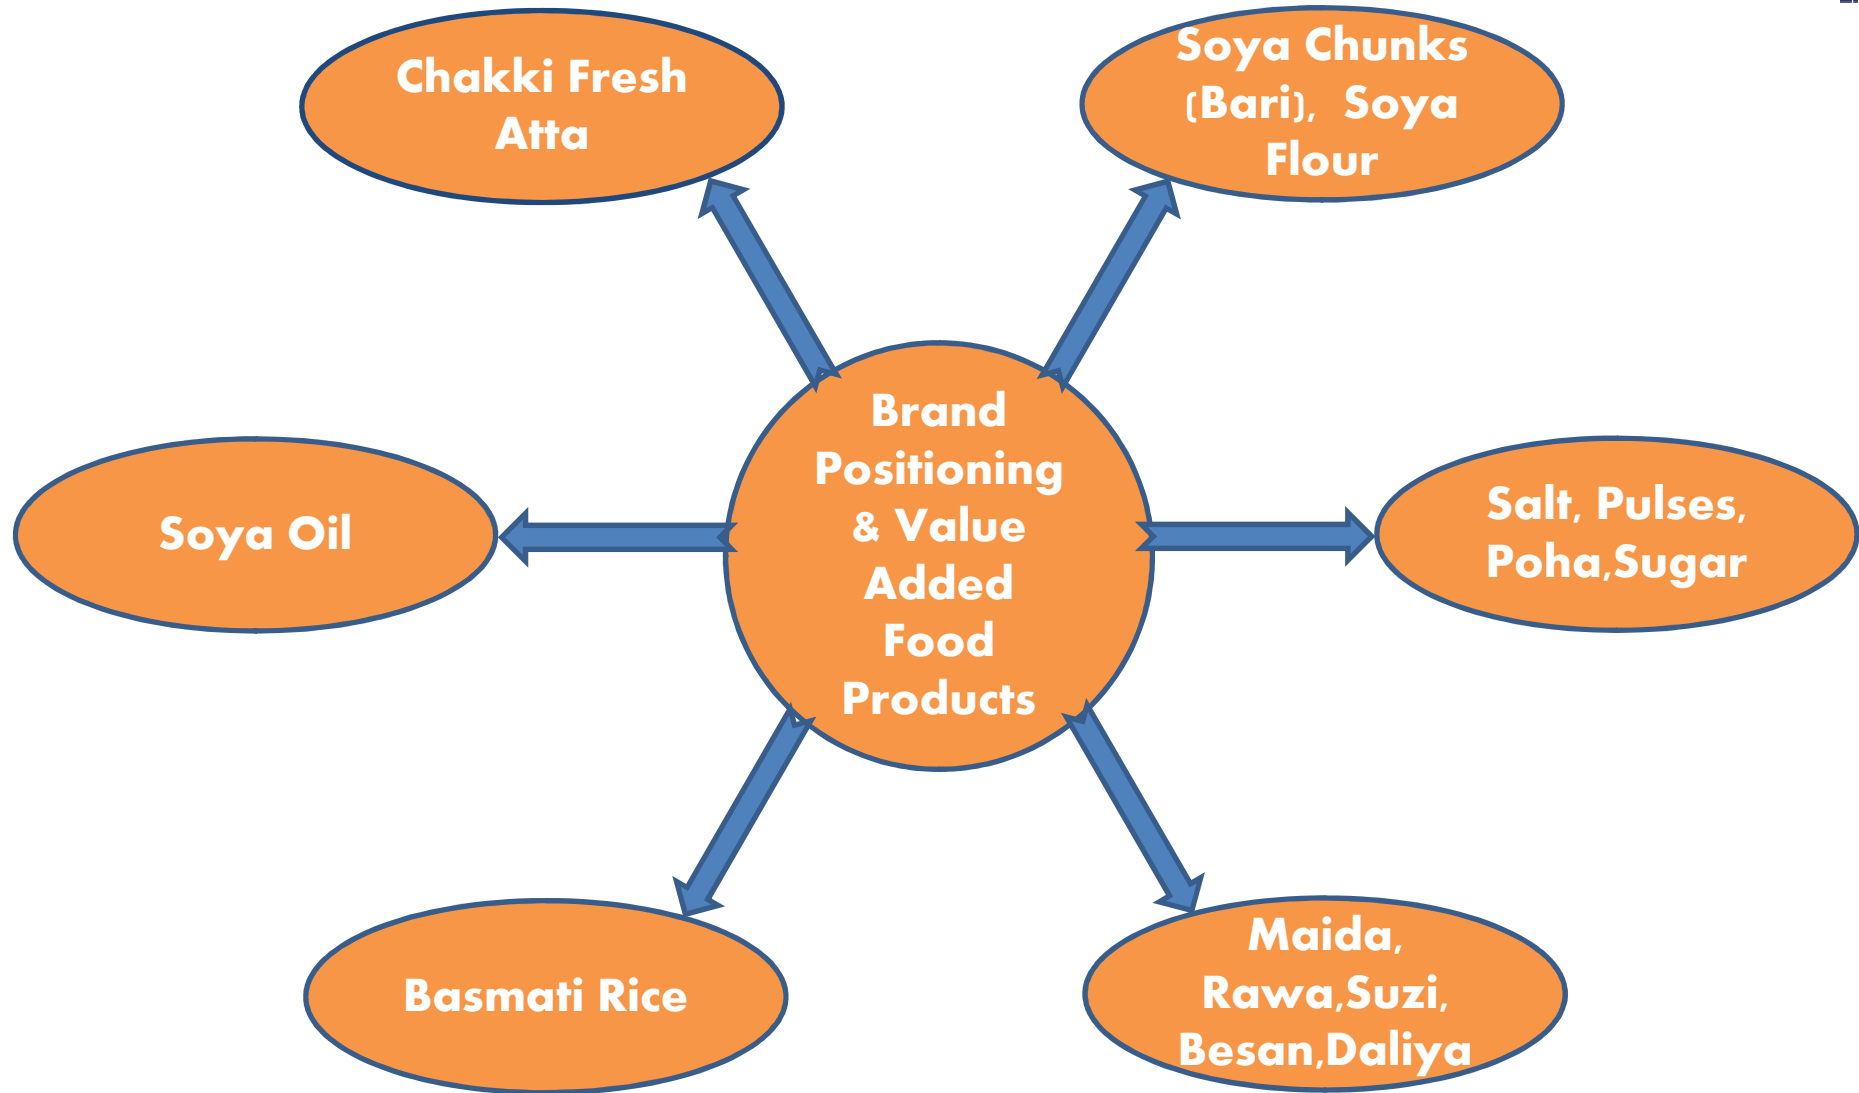 Chakki Fresh
Atta
Soya Chunks
(Bari),  Soya
Flour
Brand
Positioning
& Value
Added
Food
Products
Soya Oil
Salt, Pulses,
Poha,Sugar
Basmati Rice
Maida,
Rawa,Suzi,
Besan,Daliya